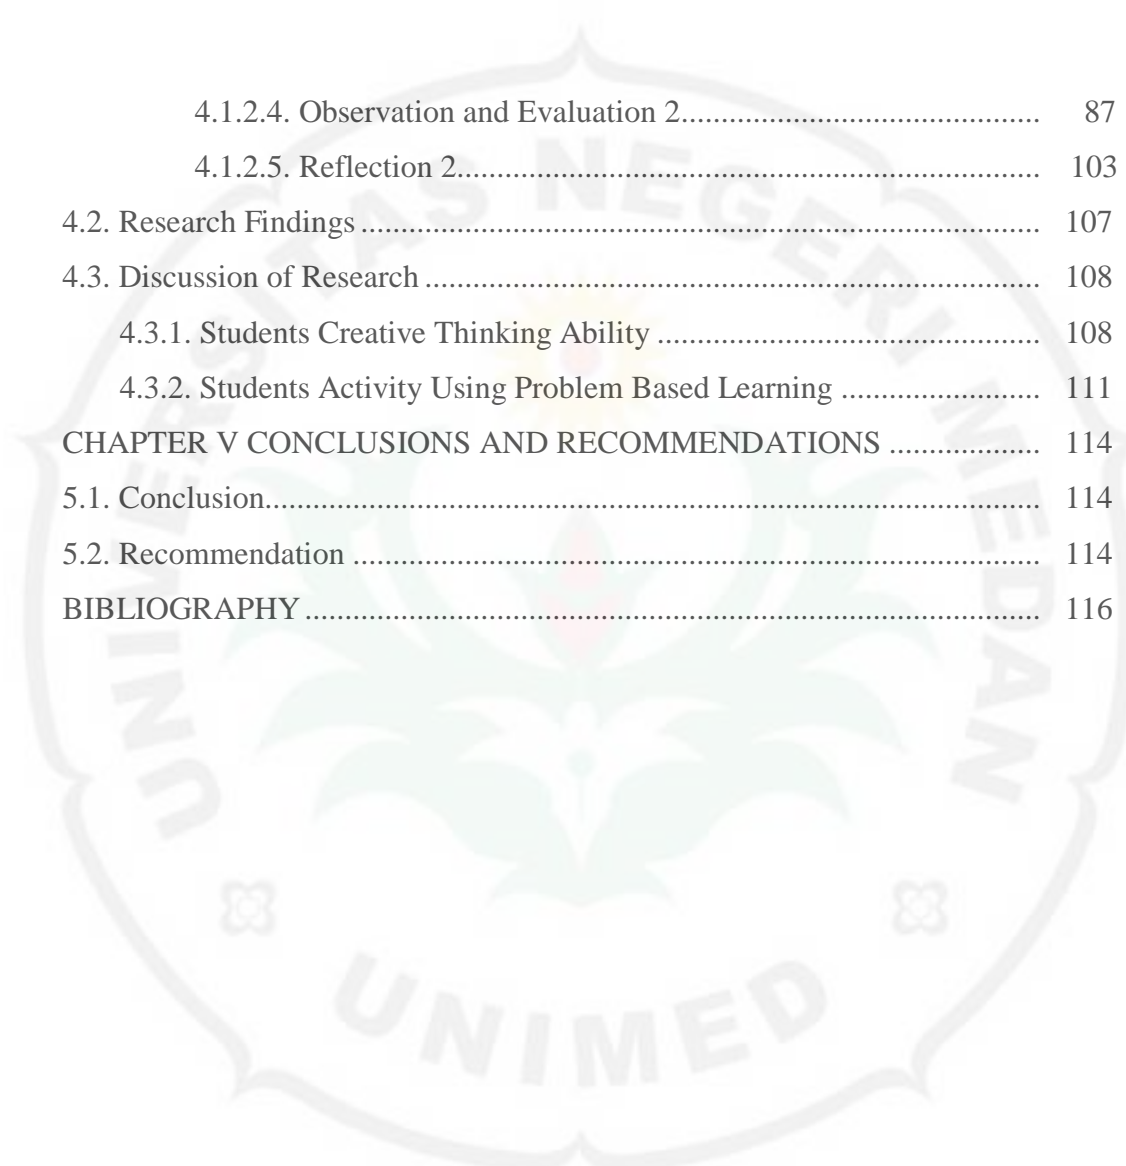 4.1.2.4. Observation and Evaluation 2.......................................... 87
4.1.2.5. Reflection 2..................................................................... 103
4.2. Research Findings ................................................................................ 107
4.3. Discussion of Research ......................................................................... 108
4.3.1. Students Creative Thinking Ability ............................................. 108
4.3.2. Students Activity Using Problem Based Learning ....................... 111
CHAPTER V CONCLUSIONS AND RECOMMENDATIONS .................. 114
5.1. Conclusion............................................................................................ 114
5.2. Recommendation .................................................................................. 114
BIBLIOGRAPHY ....................................................................................... 116
UNIVERSITAS NEGERI MEDAN
UNIMED